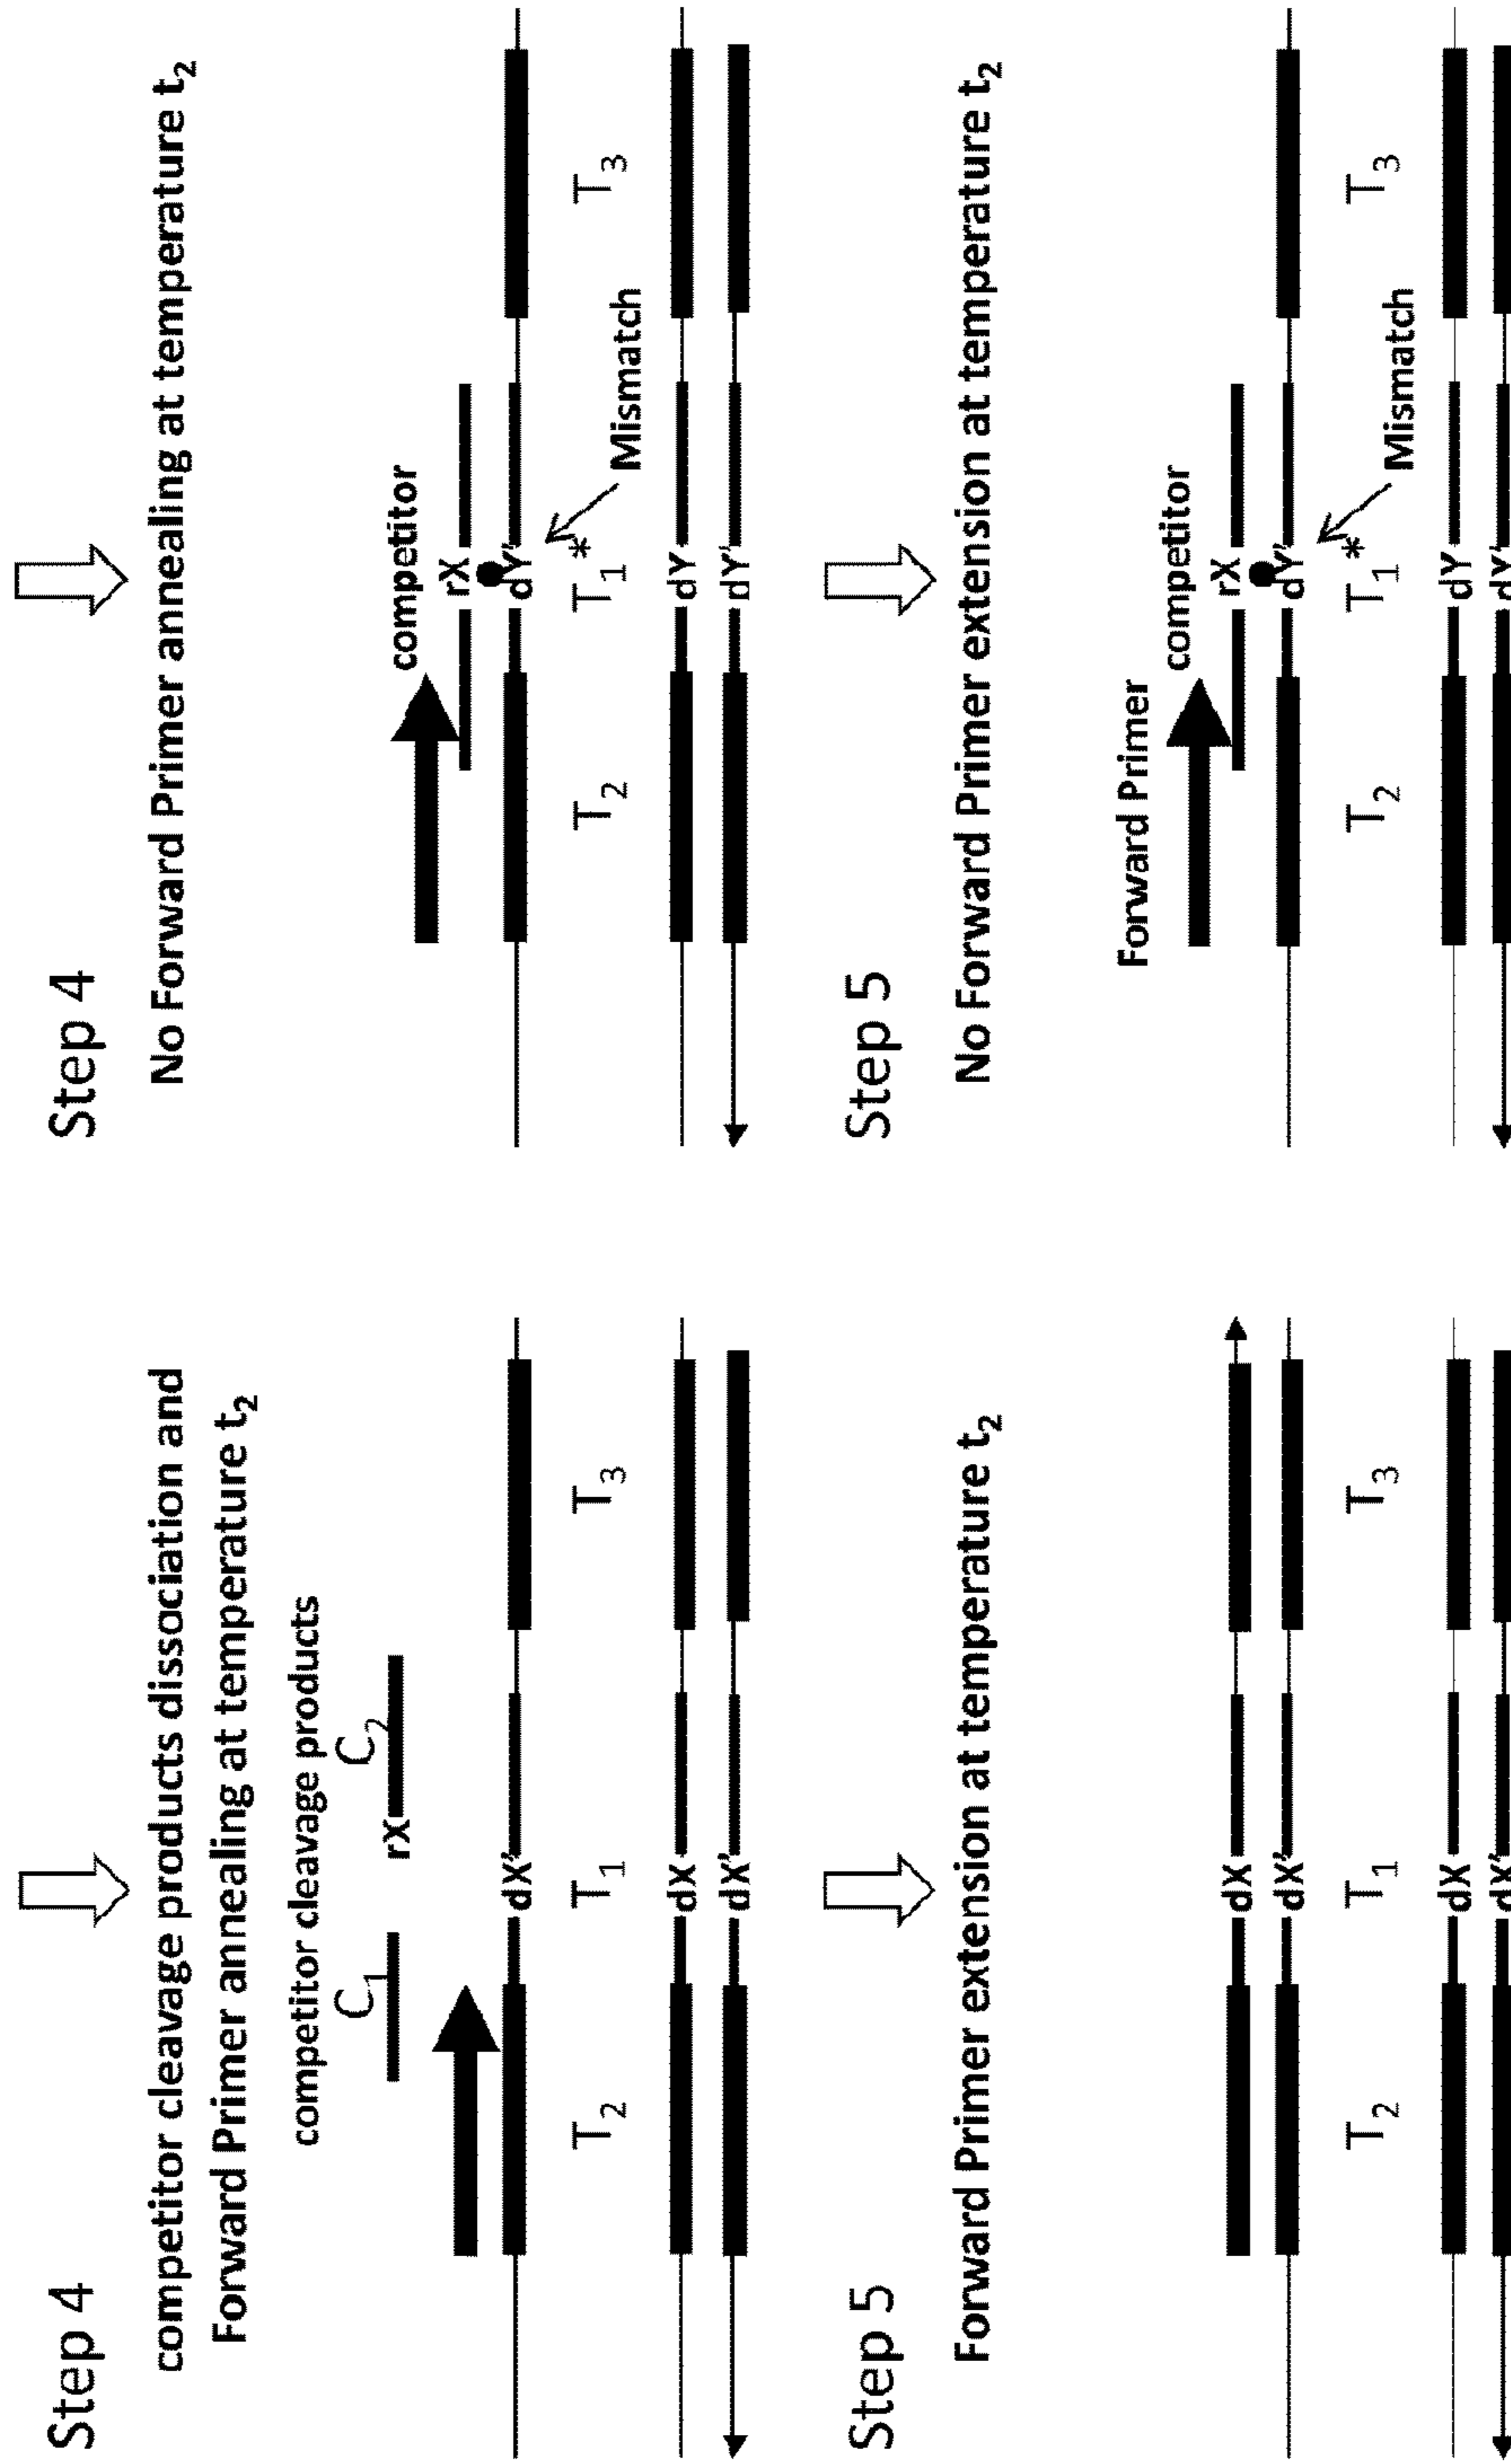 Step 4
competitor cleavage products dissociation and
Forward Primer annealing at temperature t₂
competitor cleavage products
C₁ C₂
rX
dX'
T₂ T₁ T₃
dX
dX'
Step 4
No Forward Primer annealing at temperature t₂
competitor
rX
dY'
T₂ T₁* T₃
Mismatch
dY
dY'
Step 5
Forward Primer extension at temperature t₂
dX
dX'
T₂ T₁ T₃
dX
dX'
Step 5
No Forward Primer extension at temperature t₂
Forward Primer
competitor
rX
dY'
T₂ T₁* T₃
Mismatch
dY
dY'